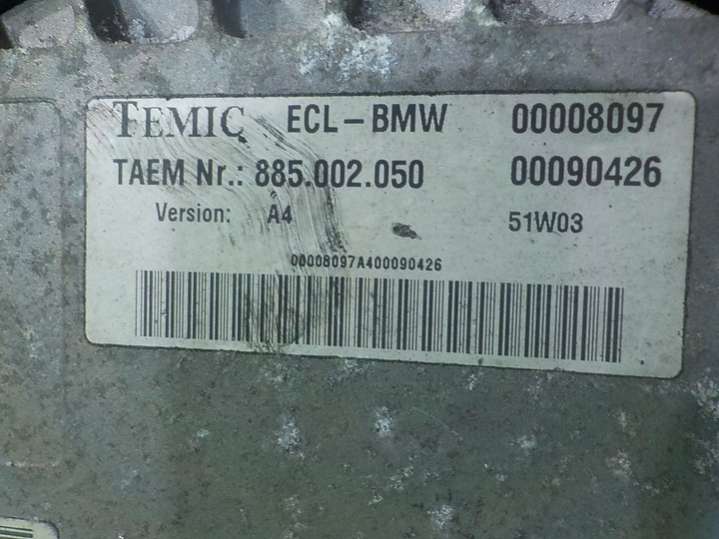 TEMIC ECL-BMW 00008097
TAEM Nr.: 885.002.050 00090426
Version: A4 51W03
00008097A400090426